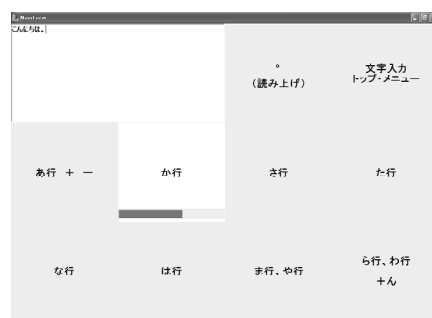 MainForm
こんにちは。
。
(読み上げ)
文字入力
トップ・メニュー
あ行 + ー
か行
さ行
た行
な行
は行
ま行、や行
ら行、わ行
+ん